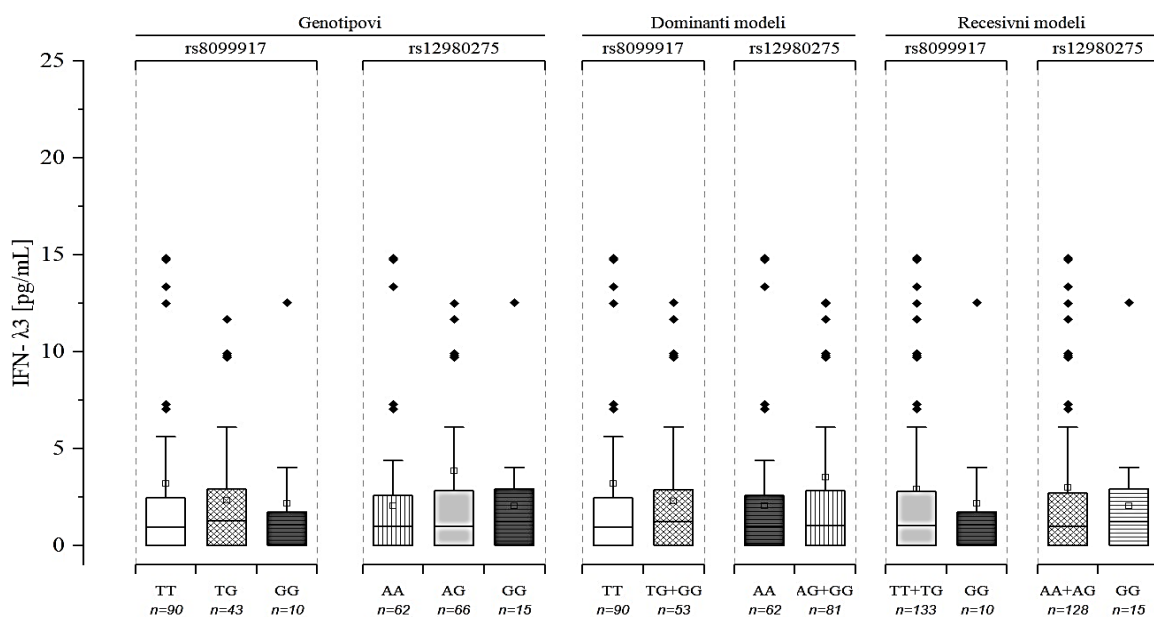 Genotipovi Dominanti modeli Recesivni modeli
rs8099917 rs12980275 rs8099917 rs12980275 rs8099917 rs12980275
25
20
15
10
5
0
IFN- λ3 [pg/mL]
TT TG GG AA AG GG TT TG+GG AA AG+GG TT+TG GG AA+AG GG
n=90 n=43 n=10 n=62 n=66 n=15 n=90 n=53 n=62 n=81 n=133 n=10 n=128 n=15